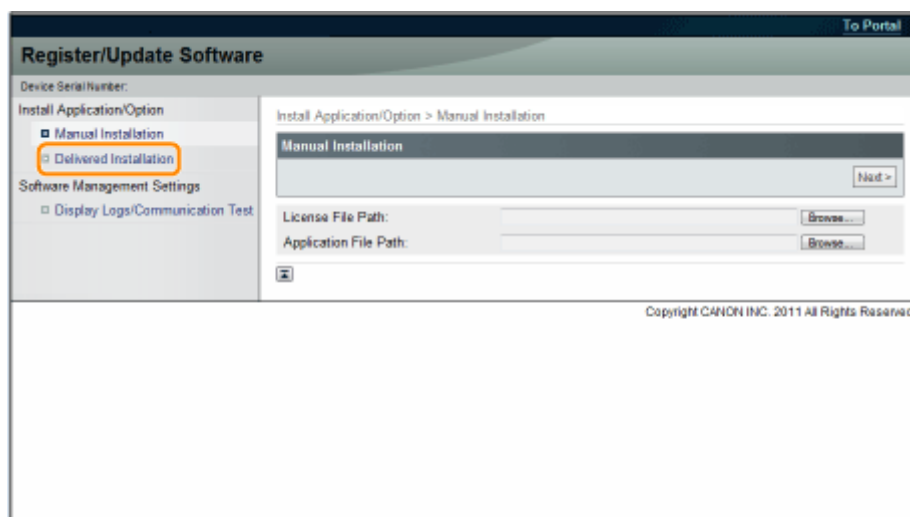 To Portal
Register/Update Software
Device Serial Number:
Install Application/Option
Manual Installation
Delivered Installation
Software Management Settings
Display Logs/Communication Test
Install Application/Option > Manual Installation
Manual Installation
Next >
License File Path:
Browse...
Application File Path:
Browse...
Copyright CANON INC. 2011 All Rights Reserved